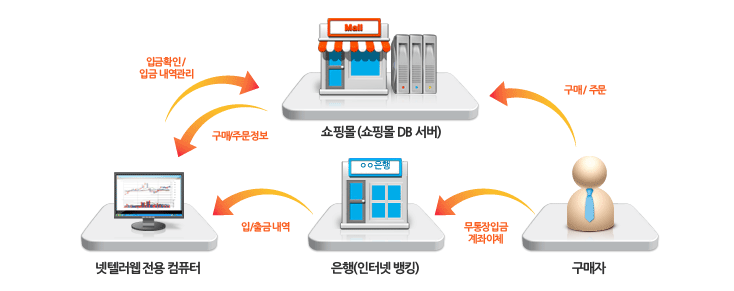 Mall
입금확인 /
입금 내역관리
구매 / 주문
구매/주문정보
쇼핑몰 (쇼핑몰 DB 서버)
ㅇㅇ은행
입/출금 내역
무통장입금
계좌이체
넷텔러웹 전용 컴퓨터
은행(인터넷 뱅킹)
구매자